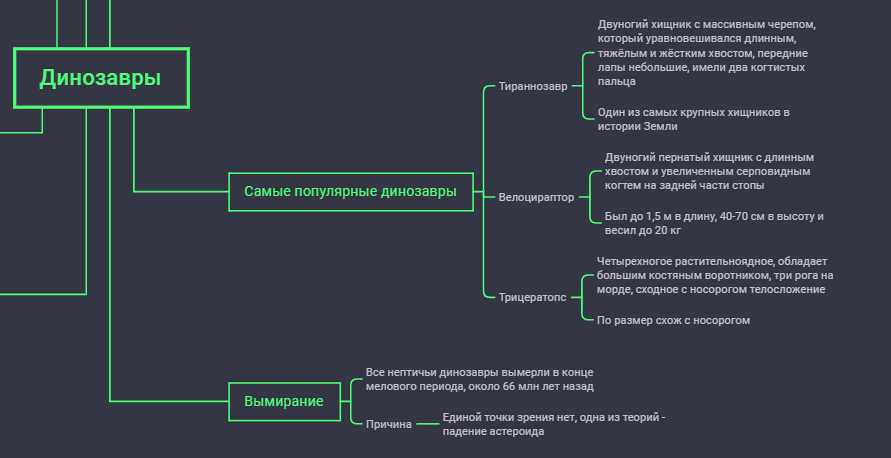 Динозавры
Самые популярные динозавры
Тираннозавр
Двуногий хищник с массивным черепом,
который уравновешивался длинным,
тяжёлым и жёстким хвостом, передние
лапы небольшие, имели два когтистых
пальца
Один из самых крупных хищников в
истории Земли
Велоцираптор
Двуногий пернатый хищник с длинным
хвостом и увеличенным серповидным
когтем на задней части стопы
Был до 1,5 м в длину, 40-70 см в высоту и
весил до 20 кг
Трицератопс
Четырехногое растительноядное, обладает
большим костяным воротником, три рога на
морде, сходное с носорогом телосложение
По размер схож с носорогом
Вымирание
Все нептичьи динозавры вымерли в конце
мелового периода, около 66 млн лет назад
Причина
Единой точки зрения нет, одна из теорий -
падение астероида